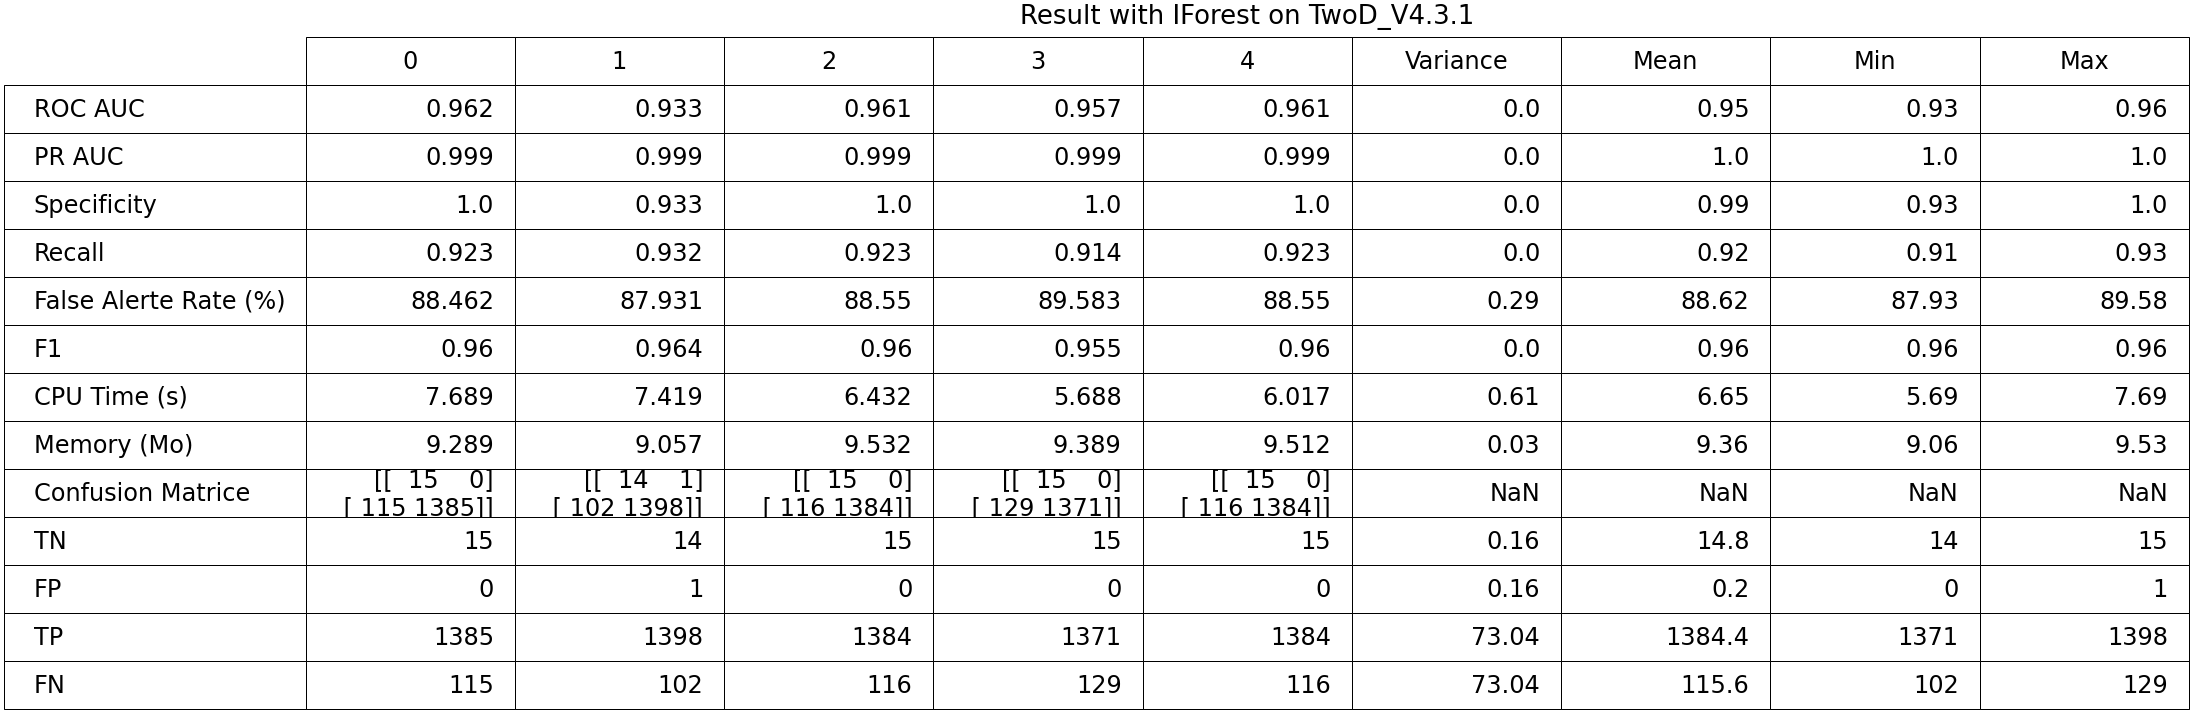 Result with IForest on TwoD_V4.3.1
0 1 2 3 4 Variance Mean Min Max
ROC AUC 0.962 0.933 0.961 0.957 0.961 0.0 0.95 0.93 0.96
PR AUC 0.999 0.999 0.999 0.999 0.999 0.0 1.0 1.0 1.0
Specificity 1.0 0.933 1.0 1.0 1.0 0.0 0.99 0.93 1.0
Recall 0.923 0.932 0.923 0.914 0.923 0.0 0.92 0.91 0.93
False Alerte Rate (%) 88.462 87.931 88.55 89.583 88.55 0.29 88.62 87.93 89.58
F1 0.96 0.964 0.96 0.955 0.96 0.0 0.96 0.96 0.96
CPU Time (s) 7.689 7.419 6.432 5.688 6.017 0.61 6.65 5.69 7.69
Memory (Mo) 9.289 9.057 9.532 9.389 9.512 0.03 9.36 9.06 9.53
[[ 15 0] [[ 14 1] [[ 15 0] [[ 15 0] [[ 15 0]
Confusion Matrice NaN NaN NaN NaN
[ 115 1385]] [ 102 1398]] [ 116 1384]] [ 129 1371]] [ 116 1384]]
TN 15 14 15 15 15 0.16 14.8 14 15
FP 0 1 0 0 0 0.16 0.2 0 1
TP 1385 1398 1384 1371 1384 73.04 1384.4 1371 1398
FN 115 102 116 129 116 73.04 115.6 102 129